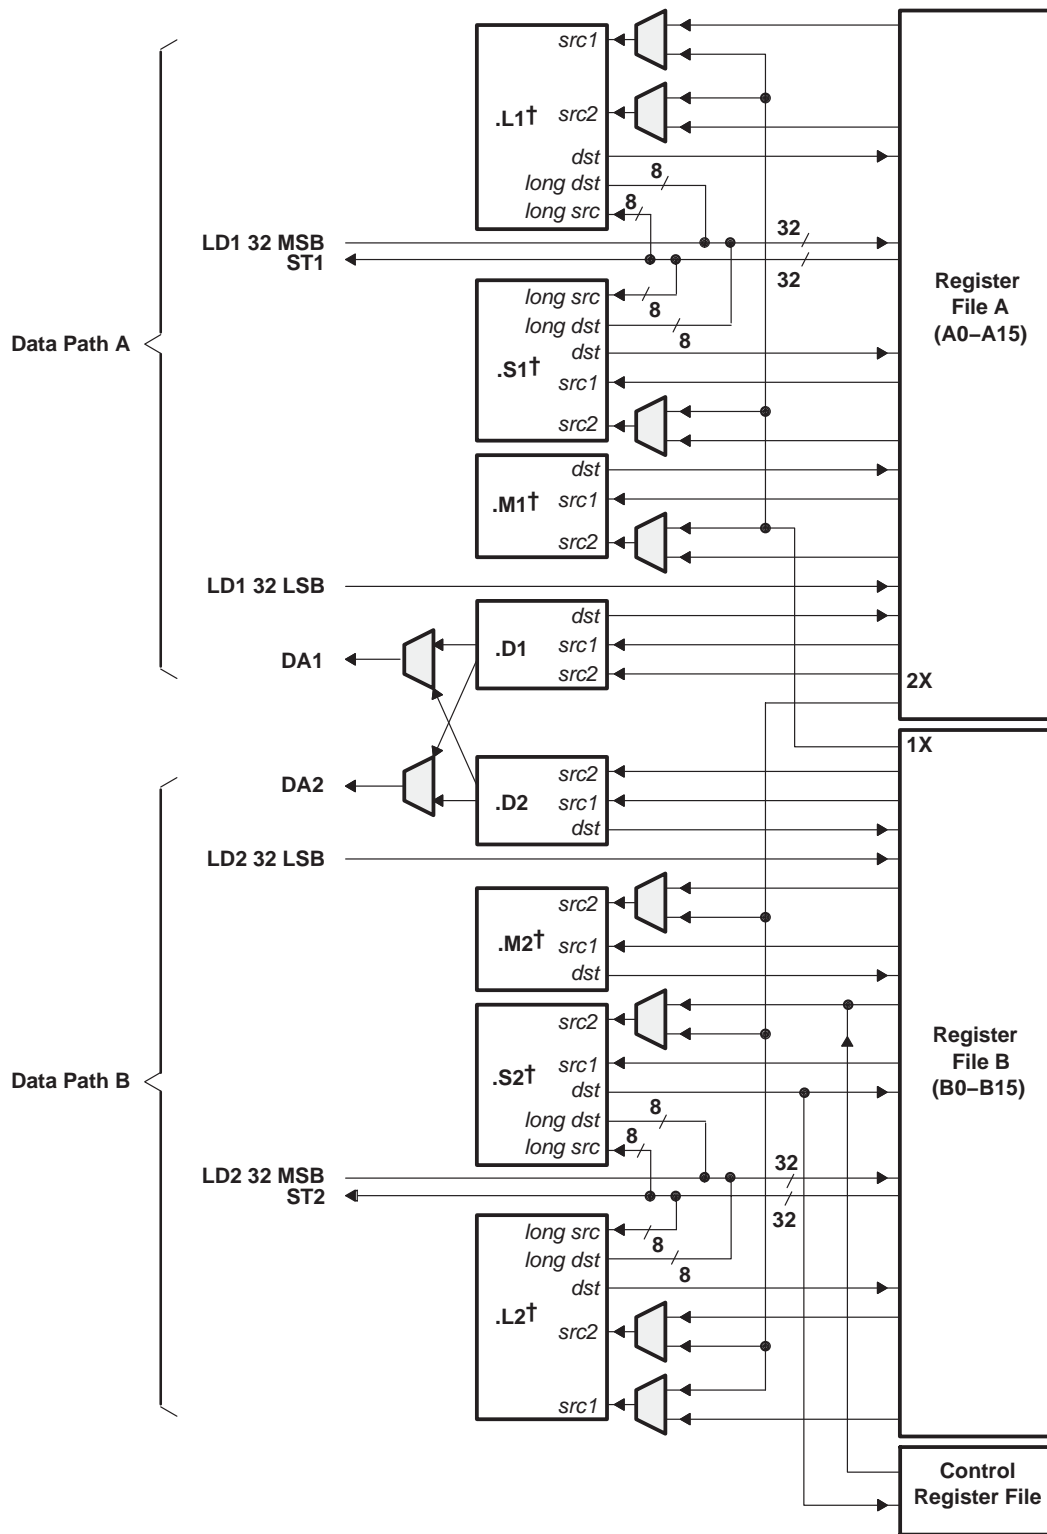 src1
.L1†
src2
dst
long dst
8
long src
8
LD1 32 MSB
32
ST1
32
Register
File A
(A0–A15)
long src
8
long dst
8
Data Path A
dst
.S1†
src1
src2
dst
.M1†
src1
src2
LD1 32 LSB
dst
.D1
src1
DA1
src2
2X
1X
src2
DA2
.D2
src1
dst
LD2 32 LSB
src2
.M2†
src1
dst
src2
Register
File B
(B0–B15)
src1
.S2†
Data Path B
dst
long dst
8
long src
8
LD2 32 MSB
32
ST2
32
long src
8
long dst
8
dst
.L2†
src2
src1
Control
Register File